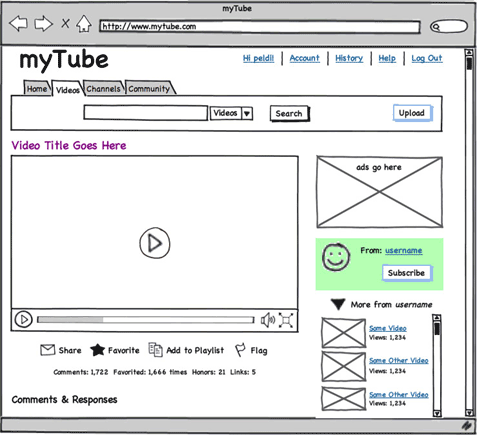 myTube
http://www.mytube.com
myTube
Hi peldi! Account History Help Log Out
Home Videos Channels Community
Videos Search Upload
Video Title Goes Here
ads go here
From: username
Subscribe
More from username
Some Video
Views: 1,234
Some Other Video
Views: 1,234
Some Other Video
Views: 1,234
Share Favorite Add to Playlist Flag
Comments: 1,722 Favorited: 1,666 times Honors: 21 Links: 5
Comments & Responses